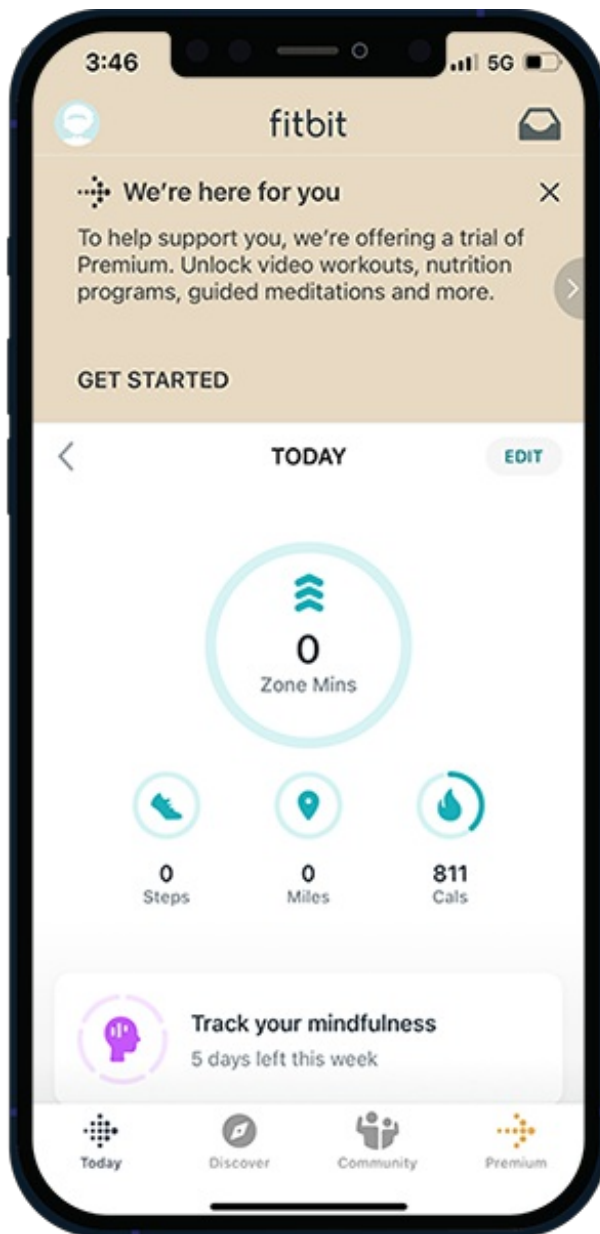 3:46
5G
fitbit
We're here for you
To help support you, we're offering a trial of
Premium. Unlock video workouts, nutrition
programs, guided meditations and more.
GET STARTED
TODAY
EDIT
0
Zone Mins
0
Steps
0
Miles
811
Cals
Track your mindfulness
5 days left this week
Today
Discover
Community
Premium